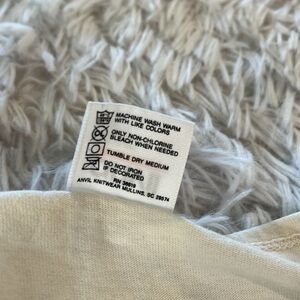 MACHINE WASH WARM
WITH LIKE COLORS
ONLY NON-CHLORINE
BLEACH WHEN NEEDED
TUMBLE DRY MEDIUM
DO NOT IRON
IF DECORATED
ANVIL KNITWEAR MULLINS, SC 29574